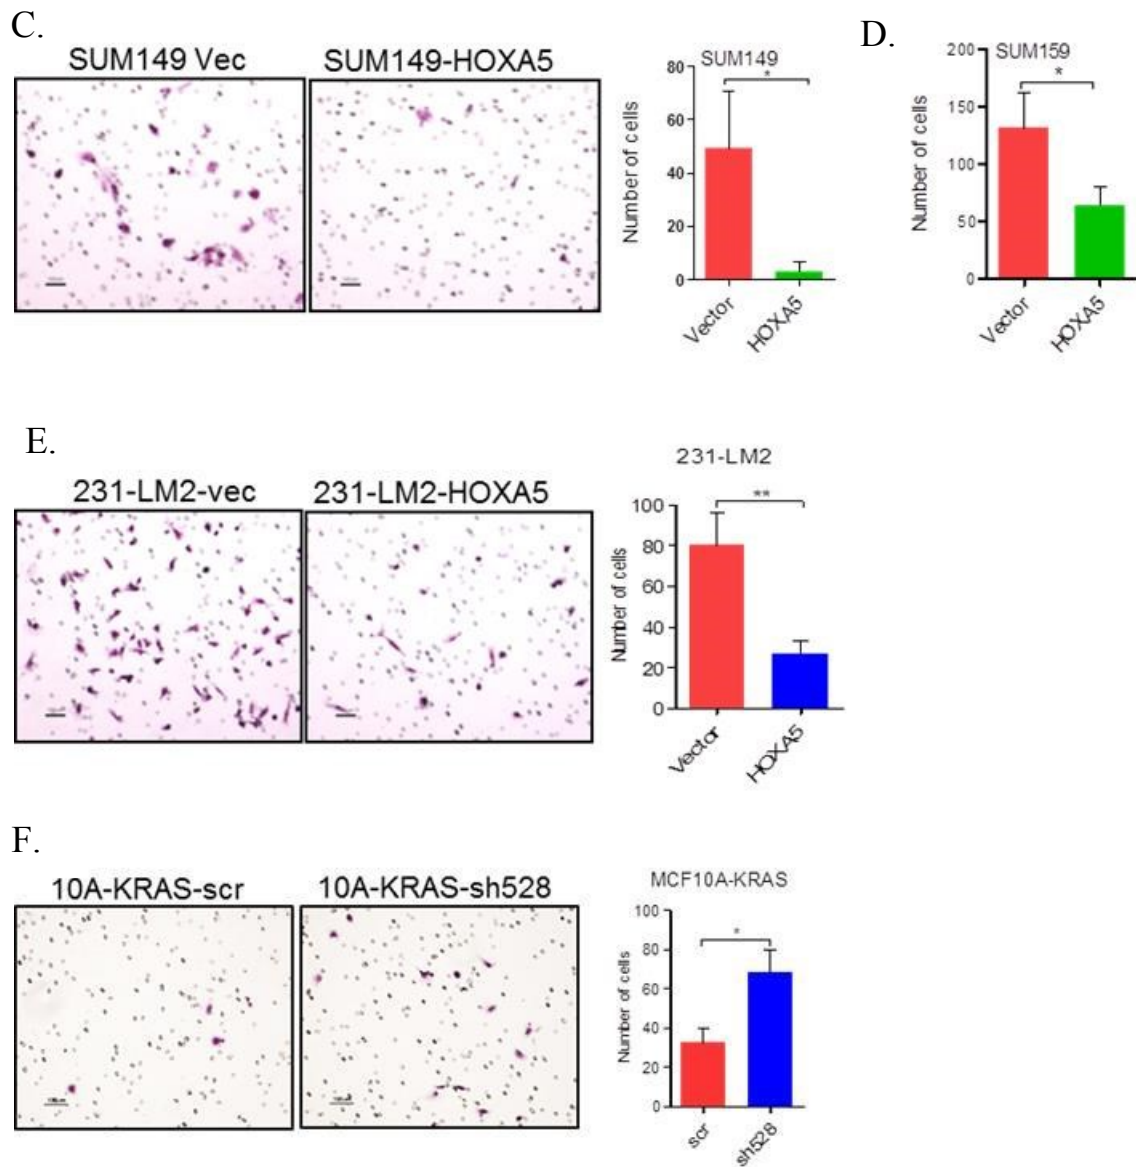 C.
SUM149 Vec
SUM149-HOXA5
SUM149
*
80
60
40
20
0
Number of cells
Vector
HOXA5
D.
SUM159
*
200
150
100
50
0
Number of cells
Vector
HOXA5
E.
231-LM2-vec
231-LM2-HOXA5
231-LM2
**
100
80
60
40
20
0
Number of cells
Vector
HOXA5
F.
10A-KRAS-scr
10A-KRAS-sh528
MCF10A-KRAS
*
100
80
60
40
20
0
Number of cells
scr
sh528